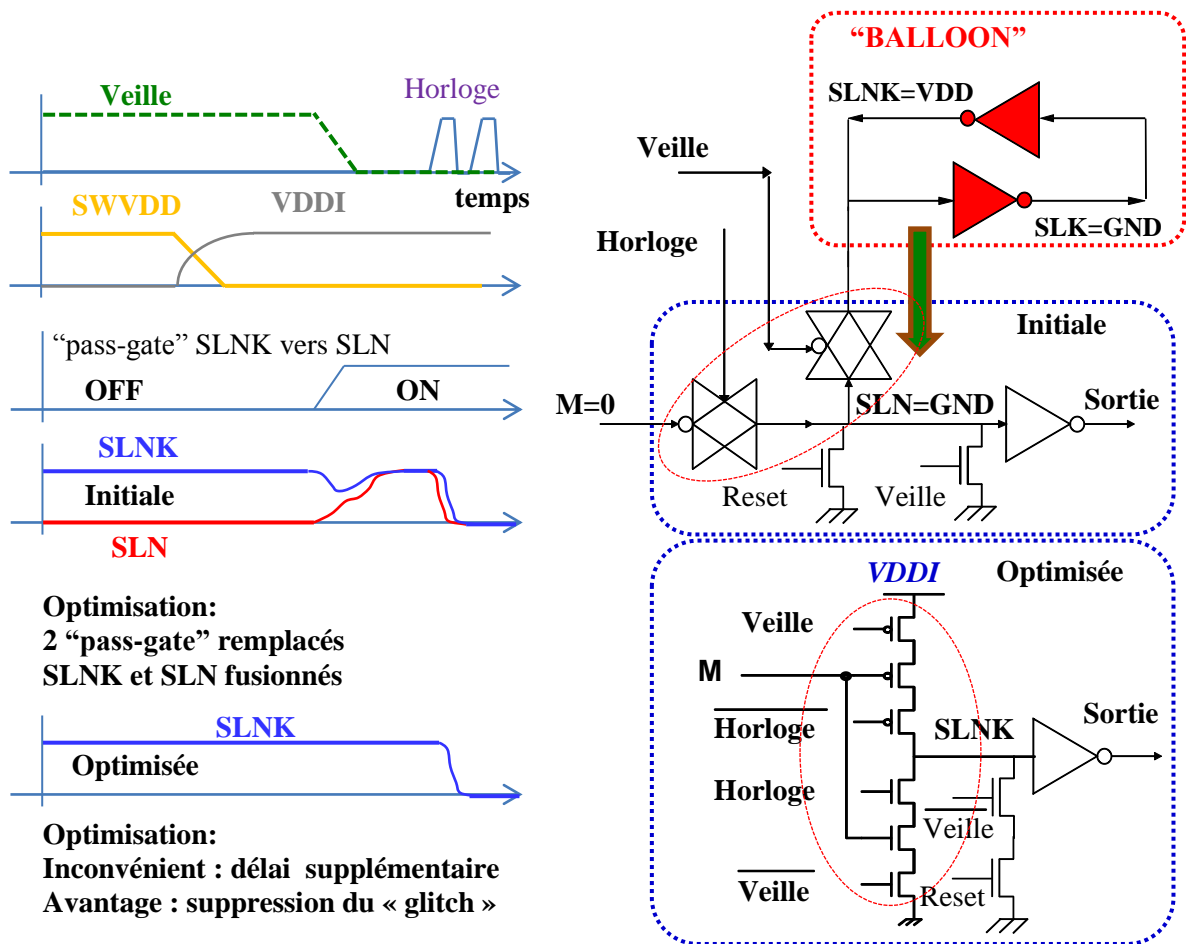 Veille
Horloge
temps
SWVDD
VDDI
“pass-gate” SLNK vers SLN
OFF
ON
SLNK
Initiale
SLN
Optimisation:
2 “pass-gate” remplacés
SLNK et SLN fusionnés
SLNK
Optimisée
Optimisation:
Inconvénient : délai supplémentaire
Avantage : suppression du « glitch »
“BALLOON”
SLNK=VDD
SLK=GND
Veille
Horloge
Initiale
M=0
SLN=GND
Sortie
Reset
Veille
VDDI
Optimisée
Veille
M
Horloge
SLNK
Sortie
Horloge
Veille
Veille
Reset